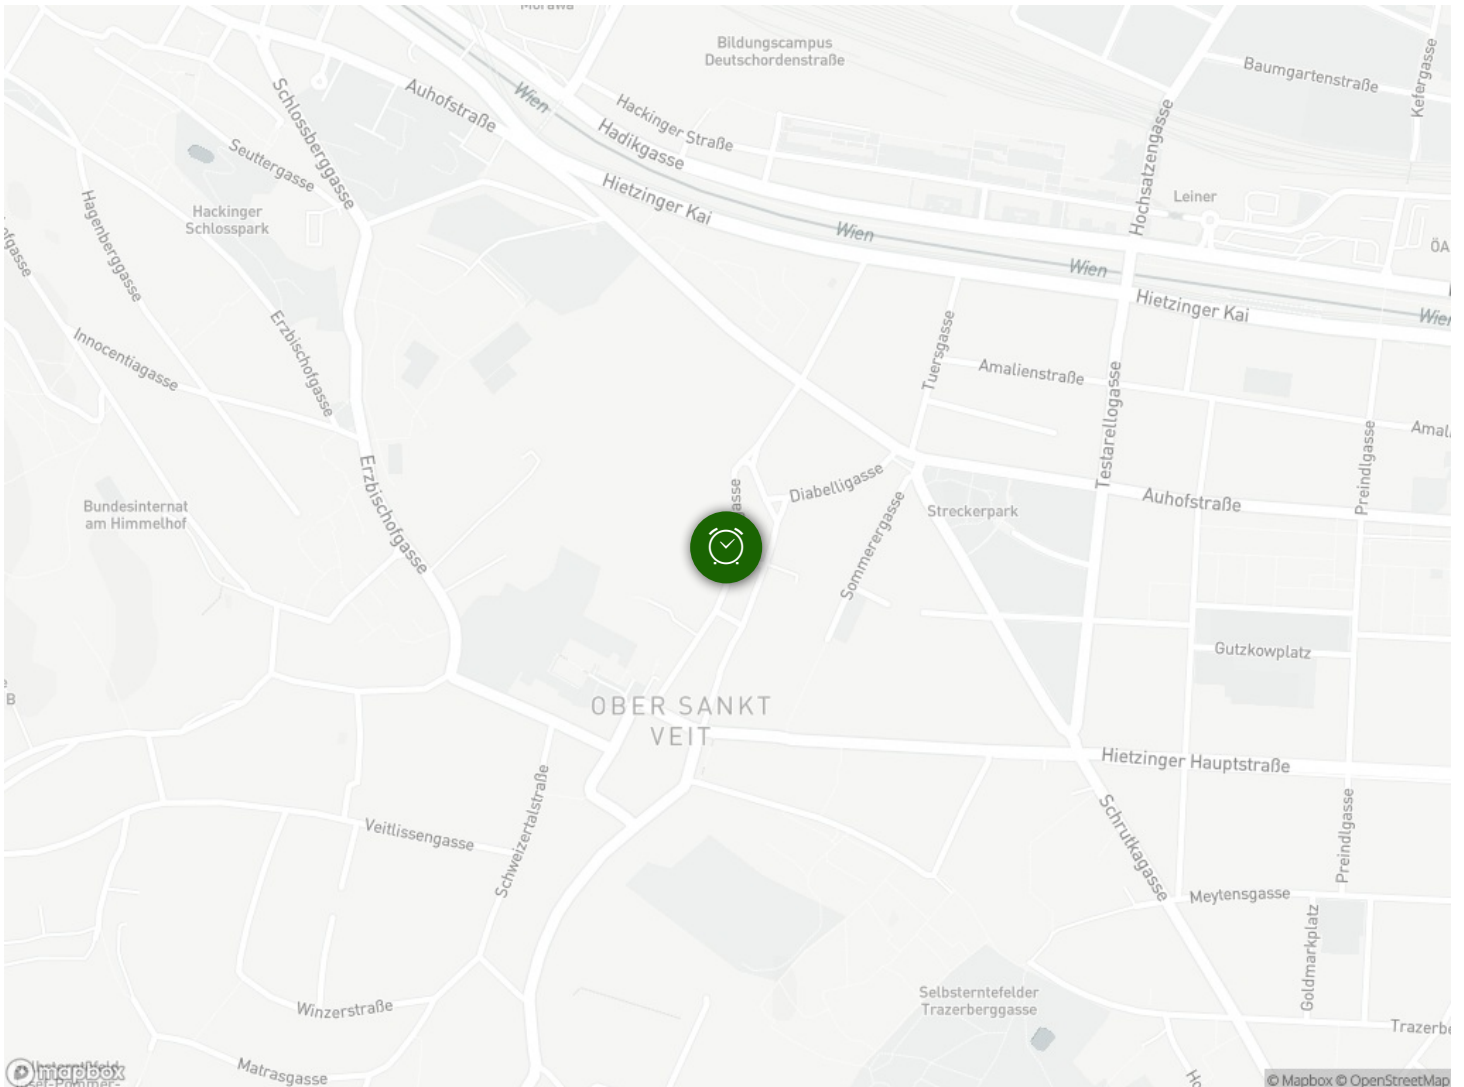 Bildungscampus
Deutschordenstraße
Baumgartenstraße
Kefergasse
Schlossberggasse
Auhofstraße
Wien
Hackinger Straße
Hadikgasse
Hietzinger Kai
Seuttergasse
Hochsatzengasse
Leiner
Hagenberggasse
Hackinger
Schlosspark
Wien
Wien
ÖA
Hietzinger Kai
Innocentiagasse
Erzbischofgasse
Tuersgasse
Amalienstraße
Testarellogasse
Preindlgasse
Erzbischofgasse
Diabelligasse
Auhofstraße
Bundesinternat
am Himmelhof
Streckerpark
Sommerergasse
Gutzkowplatz
OBER SANKT
VEIT
Hietzinger Hauptstraße
Veitlissengasse
Schweizertalstraße
Schrutkagasse
Preindlgasse
Meytensgasse
Goldmarkplatz
Selbsterntefelder
Trazerberggasse
Winzerstraße
Matrasgasse
mapbox
© Mapbox © OpenStreetMap